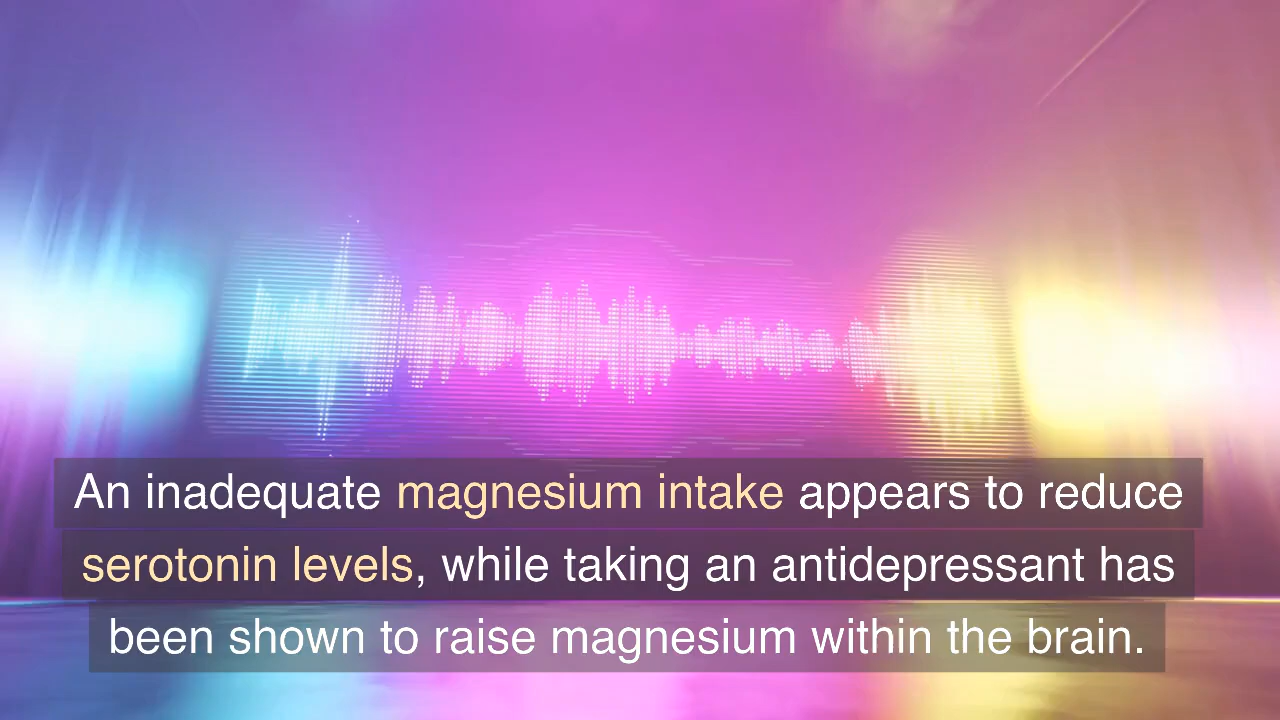 An inadequate magnesium intake appears to reduce
serotonin levels, while taking an antidepressant has
been shown to raise magnesium within the brain.